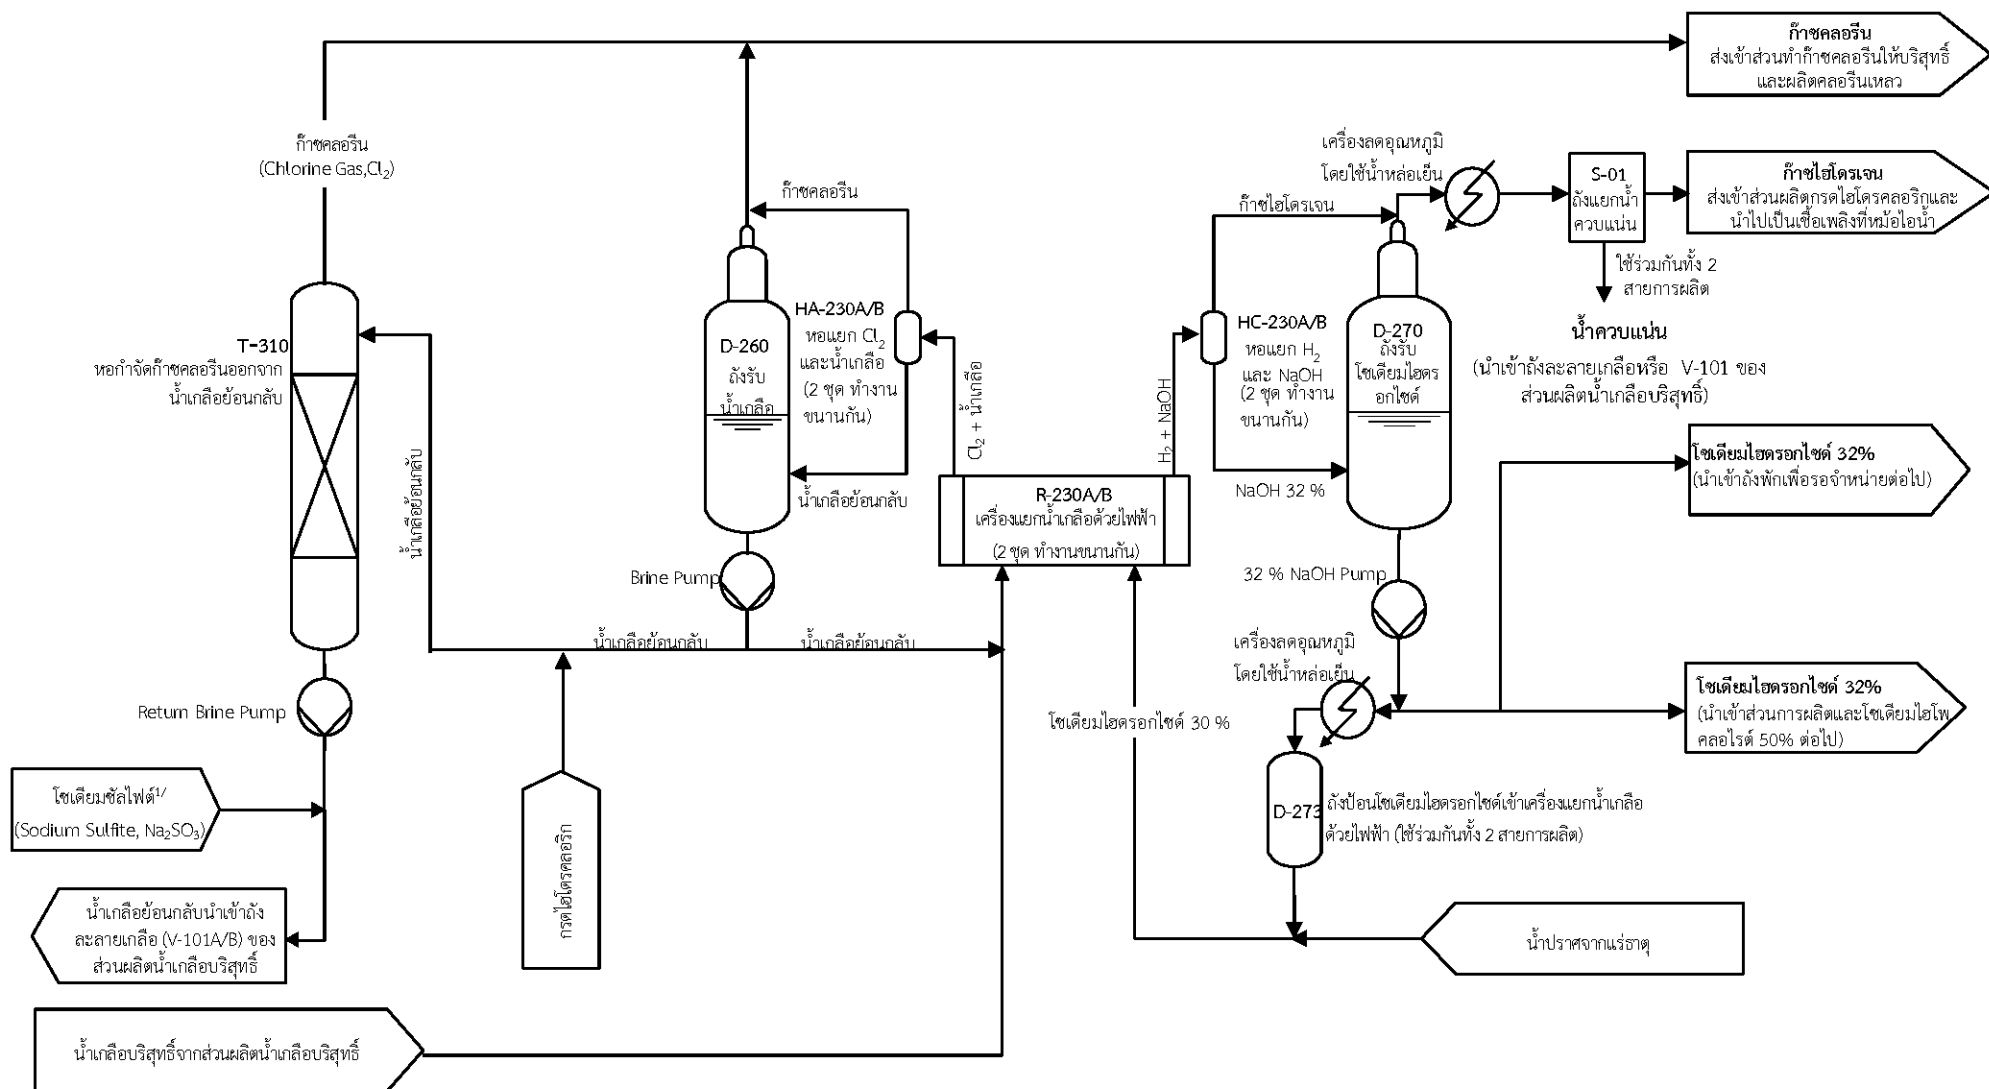 ก๊าซคลอรีน
ส่งเข้าส่วนทำก๊าซคลอรีนให้บริสุทธิ์
และผลิตคลอรีนเหลว
ก๊าซคลอรีน
(Chlorine Gas,Cl₂)
เครื่องลดอุณหภูมิ
โดยใช้น้ำหล่อเย็น
S-01
ถังแยกน้ำ
ควบแน่น
ก๊าซไฮโดรเจน
ส่งเข้าส่วนผลิตกรดไฮโดรคลอริกและ
นำไปเป็นเชื้อเพลิงที่หม้อไอน้ำ
ก๊าซคลอรีน
ก๊าซไฮโดรเจน
ใช้ร่วมกันทั้ง 2
สายการผลิต
น้ำควบแน่น
(นำเข้าถังละลายเกลือหรือ V-101 ของ
ส่วนผลิตน้ำเกลือบริสุทธิ์)
T-310
หอกำจัดก๊าซคลอรีนออกจาก
น้ำเกลือย้อนกลับ
D-260
ถังรับ
น้ำเกลือ
HA-230A/B
หอแยก Cl₂
และน้ำเกลือ
(2 ชุด ทำงาน
ขนานกัน)
Cl₂ + น้ำเกลือ
H₂ + NaOH
HC-230A/B
หอแยก H₂
และ NaOH
(2 ชุด ทำงาน
ขนานกัน)
D-270
ถังรับ
โซเดียมไฮดร
อกไซด์
น้ำเกลือย้อนกลับ
น้ำเกลือย้อนกลับ
NaOH 32 %
R-230A/B
เครื่องแยกน้ำเกลือด้วยไฟฟ้า
(2 ชุด ทำงานขนานกัน)
โซเดียมไฮดรอกไซด์ 32%
(นำเข้าถังพักเพื่อรอจำหน่ายต่อไป)
Brine Pump
32 % NaOH Pump
น้ำเกลือย้อนกลับ
น้ำเกลือย้อนกลับ
เครื่องลดอุณหภูมิ
โดยใช้น้ำหล่อเย็น
Return Brine Pump
โซเดียมไฮดรอกไซด์ 30 %
โซเดียมไฮดรอกไซด์ 32%
(นำเข้าส่วนการผลิตและโซเดียมไฮโพ
คลอไรต์ 50% ต่อไป)
โซเดียมซัลไฟต์¹/
(Sodium Sulfite, Na₂SO₃)
D-273
ถังป้อนโซเดียมไฮดรอกไซด์เข้าเครื่องแยกน้ำเกลือ
ด้วยไฟฟ้า (ใช้ร่วมกันทั้ง 2 สายการผลิต)
กรดไฮโดรคลอริก
น้ำเกลือย้อนกลับนำเข้าถัง
ละลายเกลือ (V-101A/B) ของ
ส่วนผลิตน้ำเกลือบริสุทธิ์
น้ำปราศจากแร่ธาตุ
น้ำเกลือบริสุทธิ์จากส่วนผลิตน้ำเกลือบริสุทธิ์